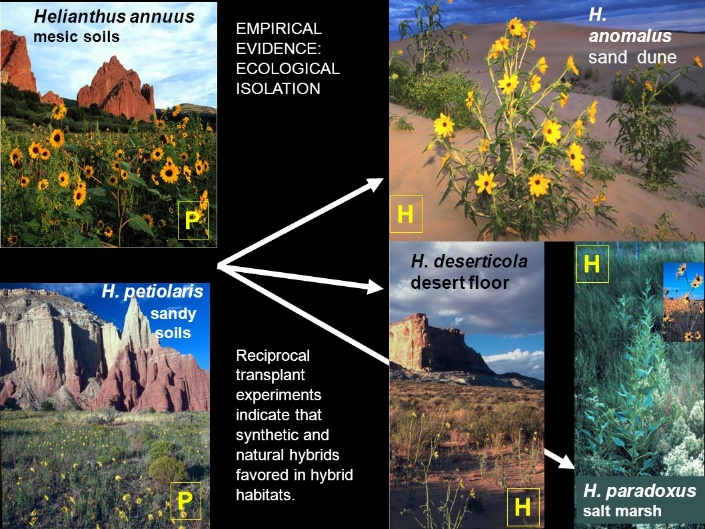 Helianthus annuus
mesic soils
P
EMPIRICAL
EVIDENCE:
ECOLOGICAL
ISOLATION
H.
anomalus
sand dune
H
H. petiolaris
sandy
soils
P
Reciprocal
transplant
experiments
indicate that
synthetic and
natural hybrids
favored in hybrid
habitats.
H. deserticola
desert floor
H
H
H. paradoxus
salt marsh